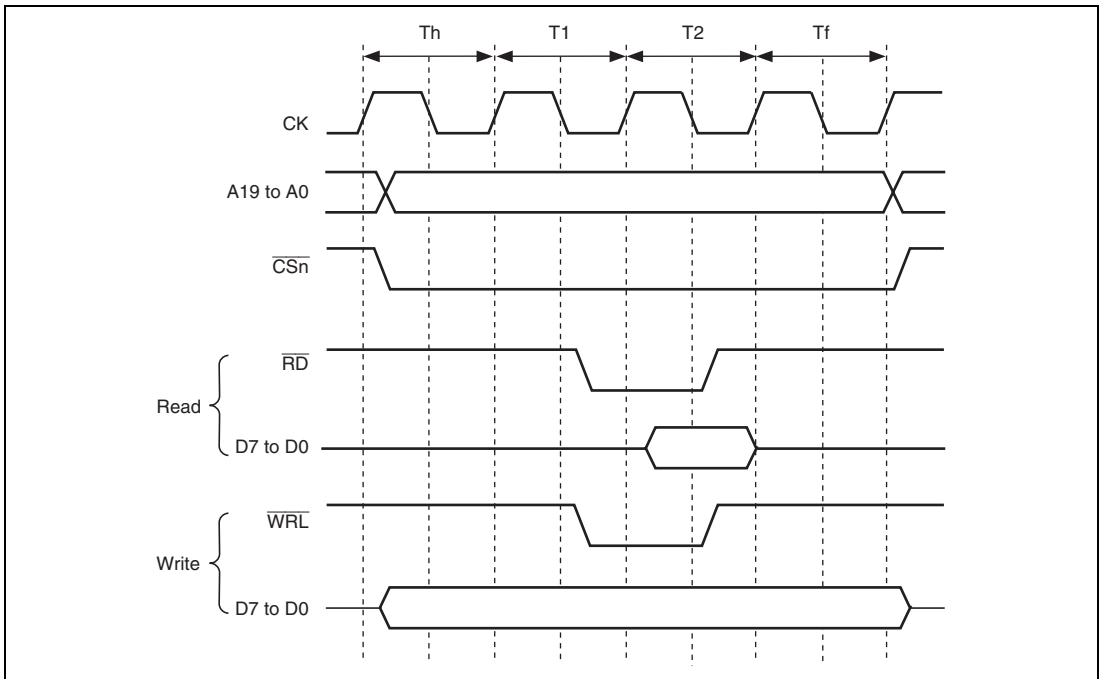 Th T1 T2 Tf
CK
A19 to A0
CSn
RD
Read
D7 to D0
WRL
Write
D7 to D0